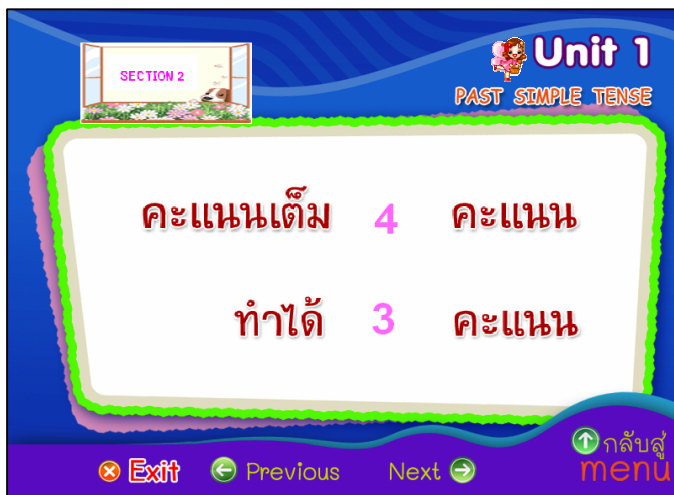 SECTION 2
Unit 1
PAST SIMPLE TENSE
คะแนนเต็ม 4 คะแนน
ทำได้ 3 คะแนน
Exit Previous Next
กลับสู่
menu